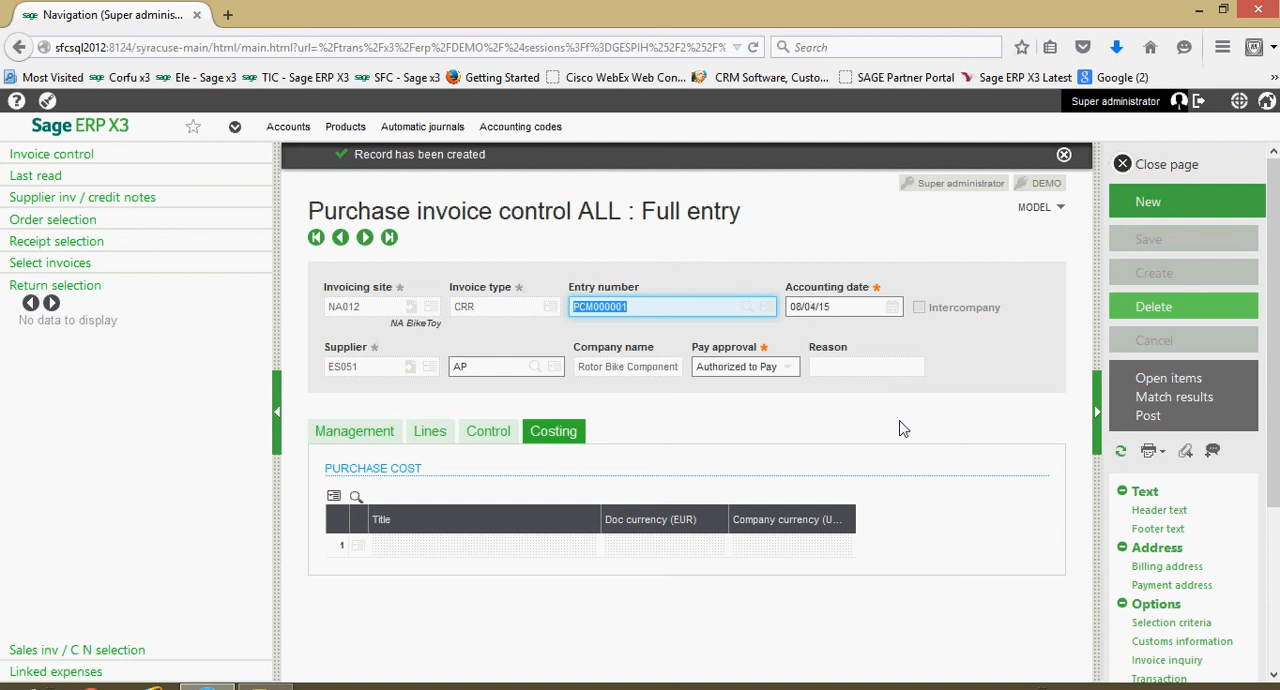 sage Navigation (Super adminis... × +
sfcsql2012:8124/syracuse-main/html/main.html?url=%2Ftrans%2Fx3%2Ferp%2FDEMO%2F%24sessions%3Ff%3DGESPIH%252F2%252F%
Search
Most Visited sage Corfu x3 sage Ele - Sage x3 sage TIC - Sage ERP X3 sage SFC - Sage x3 Getting Started Cisco WebEx Web Con... CRM Software, Custo... SAGE Partner Portal Sage ERP X3 Latest Google (2) »
Super administrator
Sage ERP X3
Accounts Products Automatic journals Accounting codes
Invoice control
Last read
Supplier inv / credit notes
Order selection
Receipt selection
Select invoices
Return selection
No data to display
Sales inv / C N selection
Linked expenses
Record has been created
Super administrator DEMO
Purchase invoice control ALL : Full entry
MODEL
Invoicing site * Invoice type * Entry number Accounting date *
NA012 CRR PCM000001 08/04/15 Intercompany
NA BikeToy
Supplier * Company name Pay approval * Reason
ES051 AP Rotor Bike Component Authorized to Pay
Management Lines Control Costing
PURCHASE COST
Title Doc currency (EUR) Company currency (U...
1
Close page
New
Save
Create
Delete
Cancel
Open items
Match results
Post
Text
Header text
Footer text
Address
Billing address
Payment address
Options
Selection criteria
Customs information
Invoice inquiry
Transaction